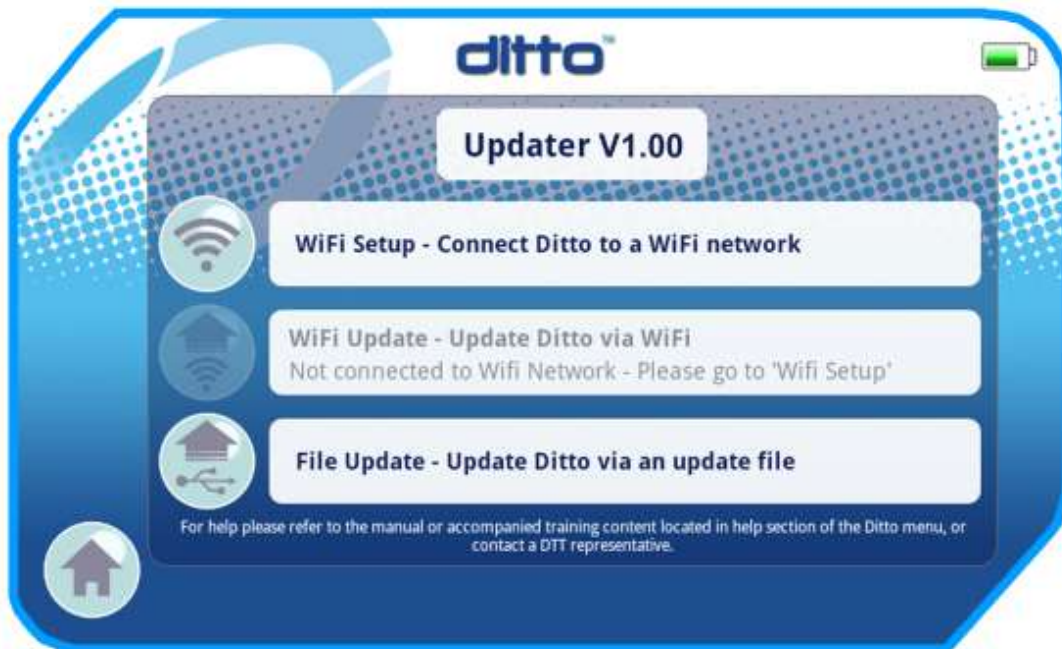 ditto™
Updater V1.00
WiFi Setup - Connect Ditto to a WiFi network
WiFi Update - Update Ditto via WiFi
Not connected to Wifi Network - Please go to 'Wifi Setup'
File Update - Update Ditto via an update file
For help please refer to the manual or accompanied training content located in help section of the Ditto menu, or
contact a DTT representative.